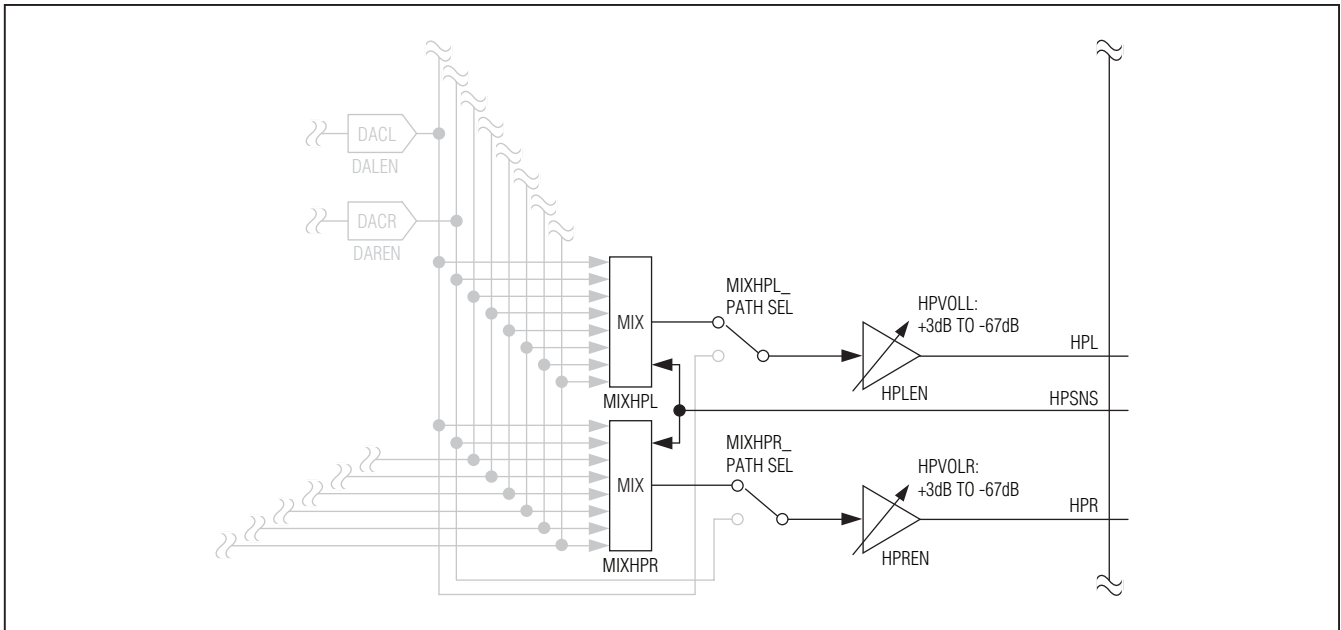 DACL
DALEN
DACR
DAREN
MIX
MIXHPL
MIXHPL_
PATH SEL
HPVOLL:
+3dB TO -67dB
HPLEN
HPL
HPSNS
MIX
MIXHPR
MIXHPR_
PATH SEL
HPVOLR:
+3dB TO -67dB
HPREN
HPR